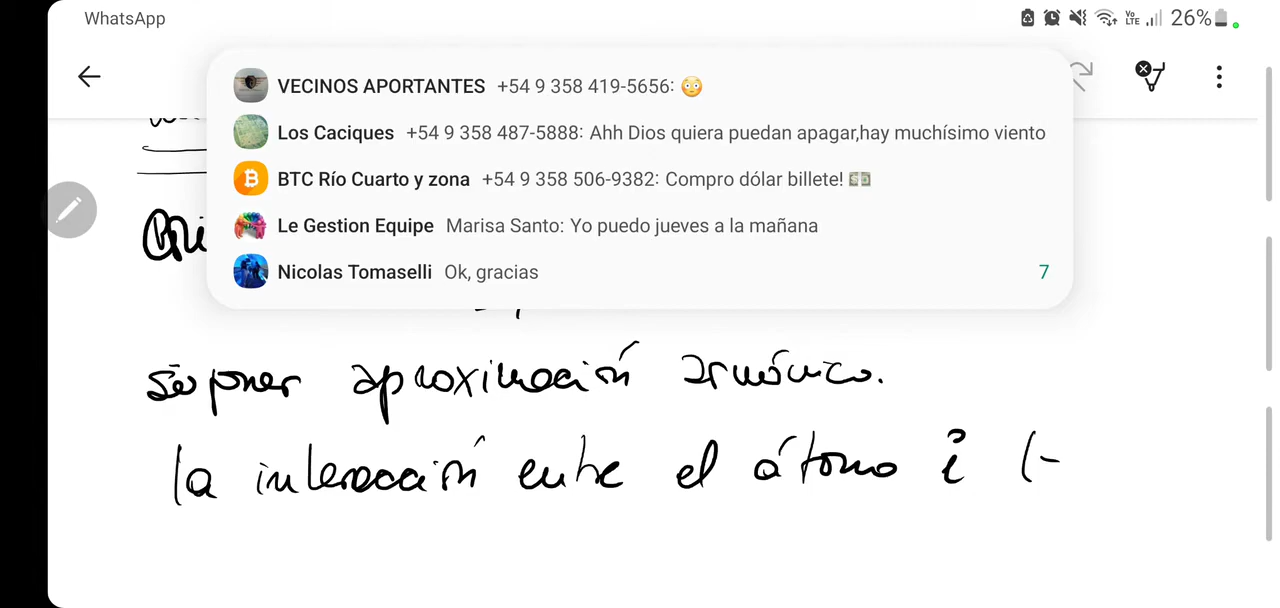 WhatsApp
Vo LTE 26%
VECINOS APORTANTES +54 9 358 419-5656: 😳
Los Caciques +54 9 358 487-5888: Ahh Dios quiera puedan apagar,hay muchísimo viento
BTC Río Cuarto y zona +54 9 358 506-9382: Compro dólar billete! 💵
Le Gestion Equipe Marisa Santo: Yo puedo jueves a la mañana
Nicolas Tomaselli Ok, gracias 7
suponer aproximación armónica.
la interacción entre el átomo i (